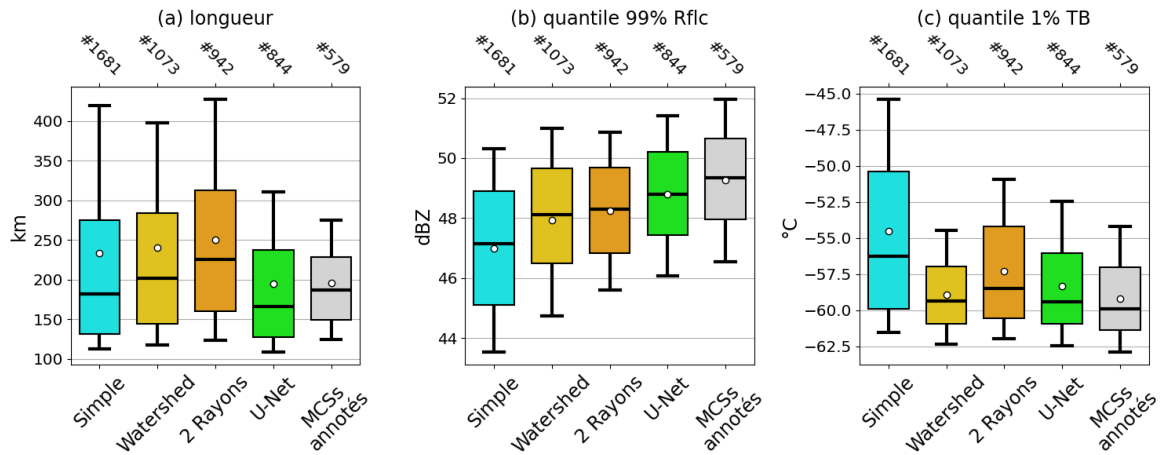 (a) longueur
#1681
#1073
#942
#844
#579
400
350
300
250
200
150
100
km
Simple
Watershed
2 Rayons
U-Net
MCSs
annotés
(b) quantile 99% Rflc
#1681
#1073
#942
#844
#579
52
50
48
46
44
dBZ
Simple
Watershed
2 Rayons
U-Net
MCSs
annotés
(c) quantile 1% TB
#1681
#1073
#942
#844
#579
−45.0
−47.5
−50.0
−52.5
−55.0
−57.5
−60.0
−62.5
°C
Simple
Watershed
2 Rayons
U-Net
MCSs
annotés